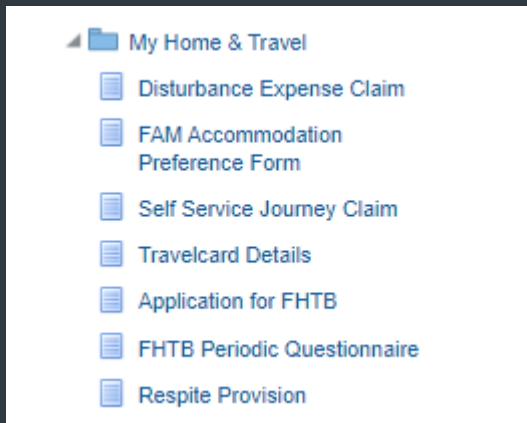 My Home & Travel
Disturbance Expense Claim
FAM Accommodation
Preference Form
Self Service Journey Claim
Travelcard Details
Application for FHTB
FHTB Periodic Questionnaire
Respite Provision